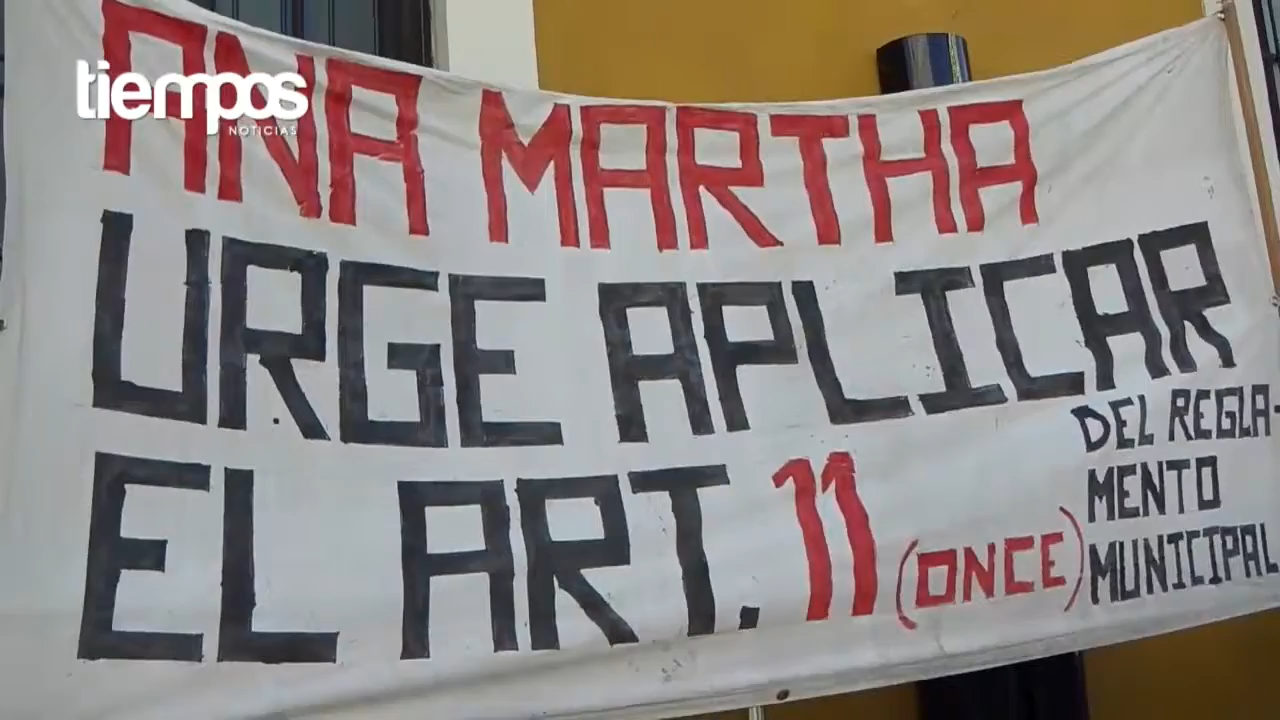 tiempos
NOTICIAS
ANA MARTHA
URGE APLICAR
EL ART. 11 (ONCE)
DEL REGLA-
MENTO
MUNICIPAL